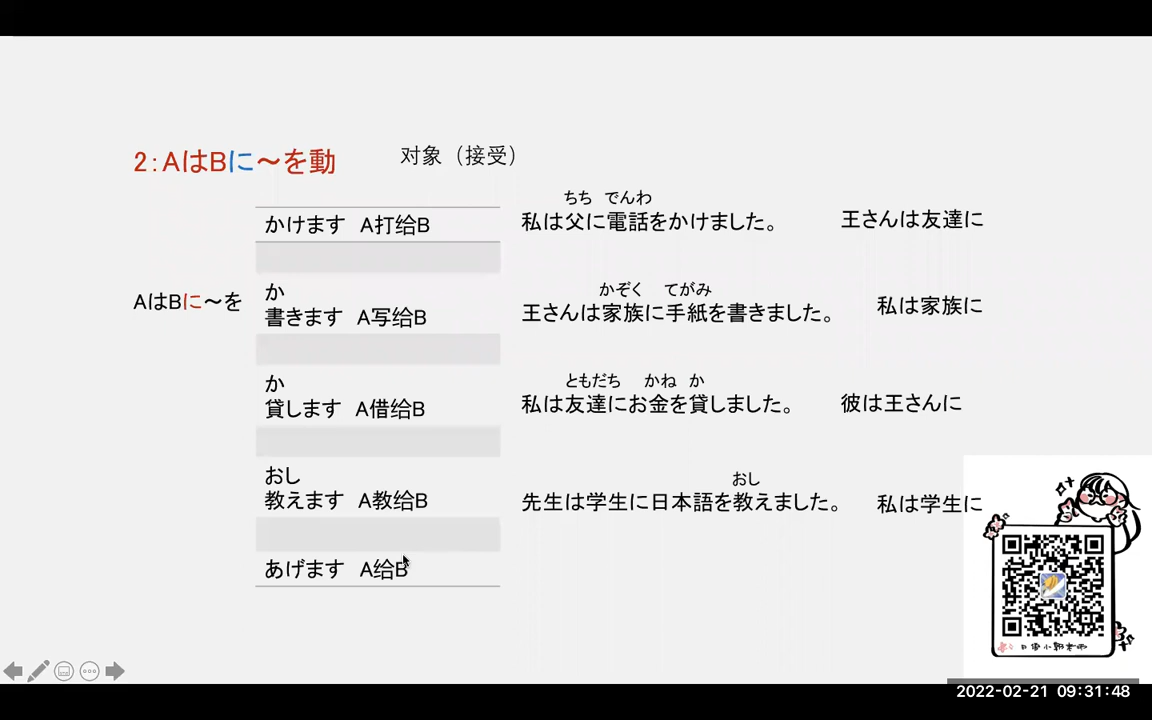 2:AはBに～を動
对象（接受）
かけます A打给B
ちち でんわ
私は父に電話をかけました。
王さんは友達に
AはBに～を
か
書きます A写给B
かぞく てがみ
王さんは家族に手紙を書きました。
私は家族に
か
貸します A借给B
ともだち かね か
私は友達にお金を貸しました。
彼は王さんに
おし
教えます A教给B
おし
先生は学生に日本語を教えました。
私は学生に
あげます A给B
2022-02-21 09:31:48